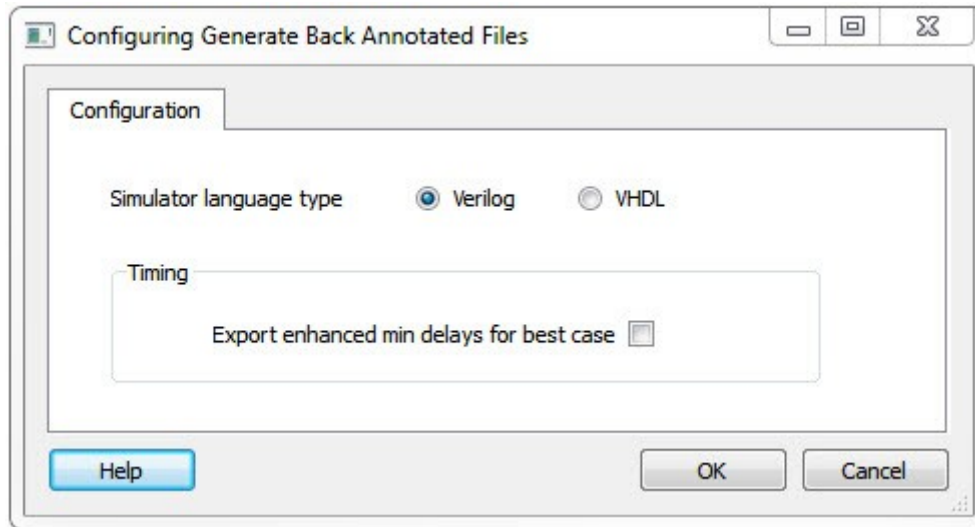 Configuring Generate Back Annotated Files
Configuration
Simulator language type Verilog VHDL
Timing
Export enhanced min delays for best case
Help OK Cancel